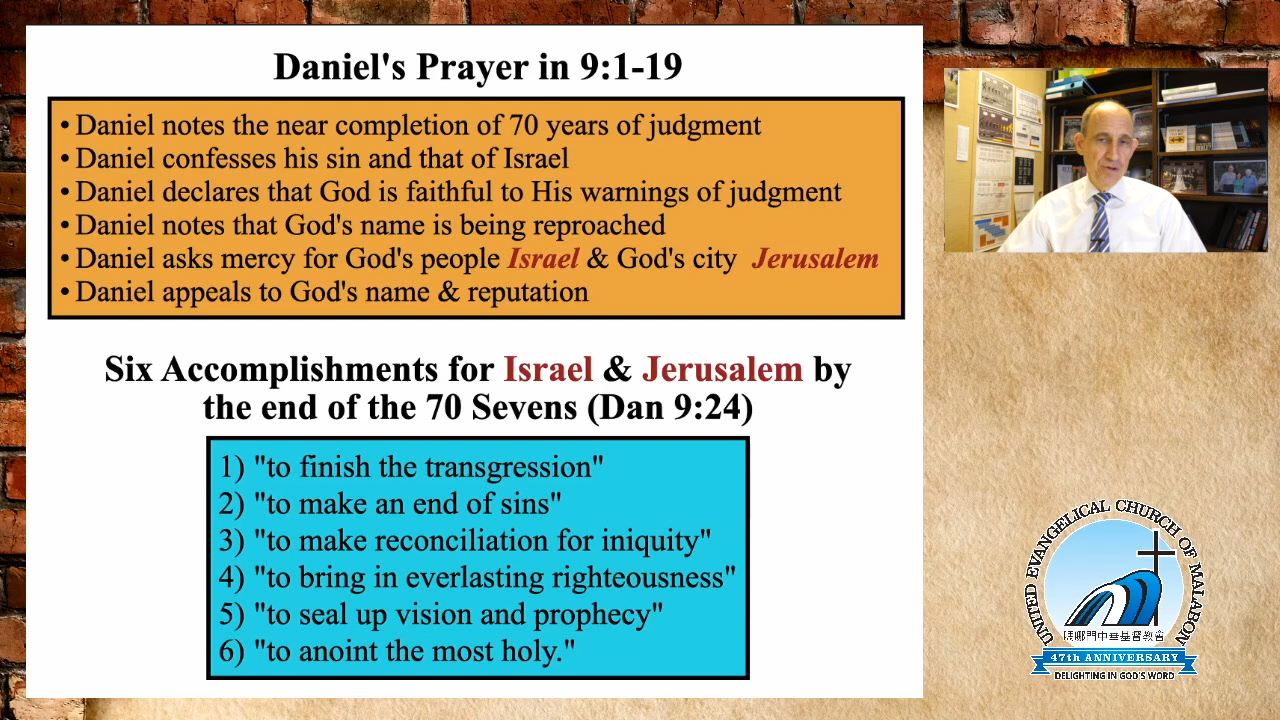 Daniel's Prayer in 9:1-19
• Daniel notes the near completion of 70 years of judgment
• Daniel confesses his sin and that of Israel
• Daniel declares that God is faithful to His warnings of judgment
• Daniel notes that God's name is being reproached
• Daniel asks mercy for God's people Israel & God's city Jerusalem
• Daniel appeals to God's name & reputation
Six Accomplishments for Israel & Jerusalem by
the end of the 70 Sevens (Dan 9:24)
1) "to finish the transgression"
2) "to make an end of sins"
3) "to make reconciliation for iniquity"
4) "to bring in everlasting righteousness"
5) "to seal up vision and prophecy"
6) "to anoint the most holy."
UNITED EVANGELICAL CHURCH OF MALABON
中華基督教會
47th ANNIVERSARY
DELIGHTING IN GOD'S WORD